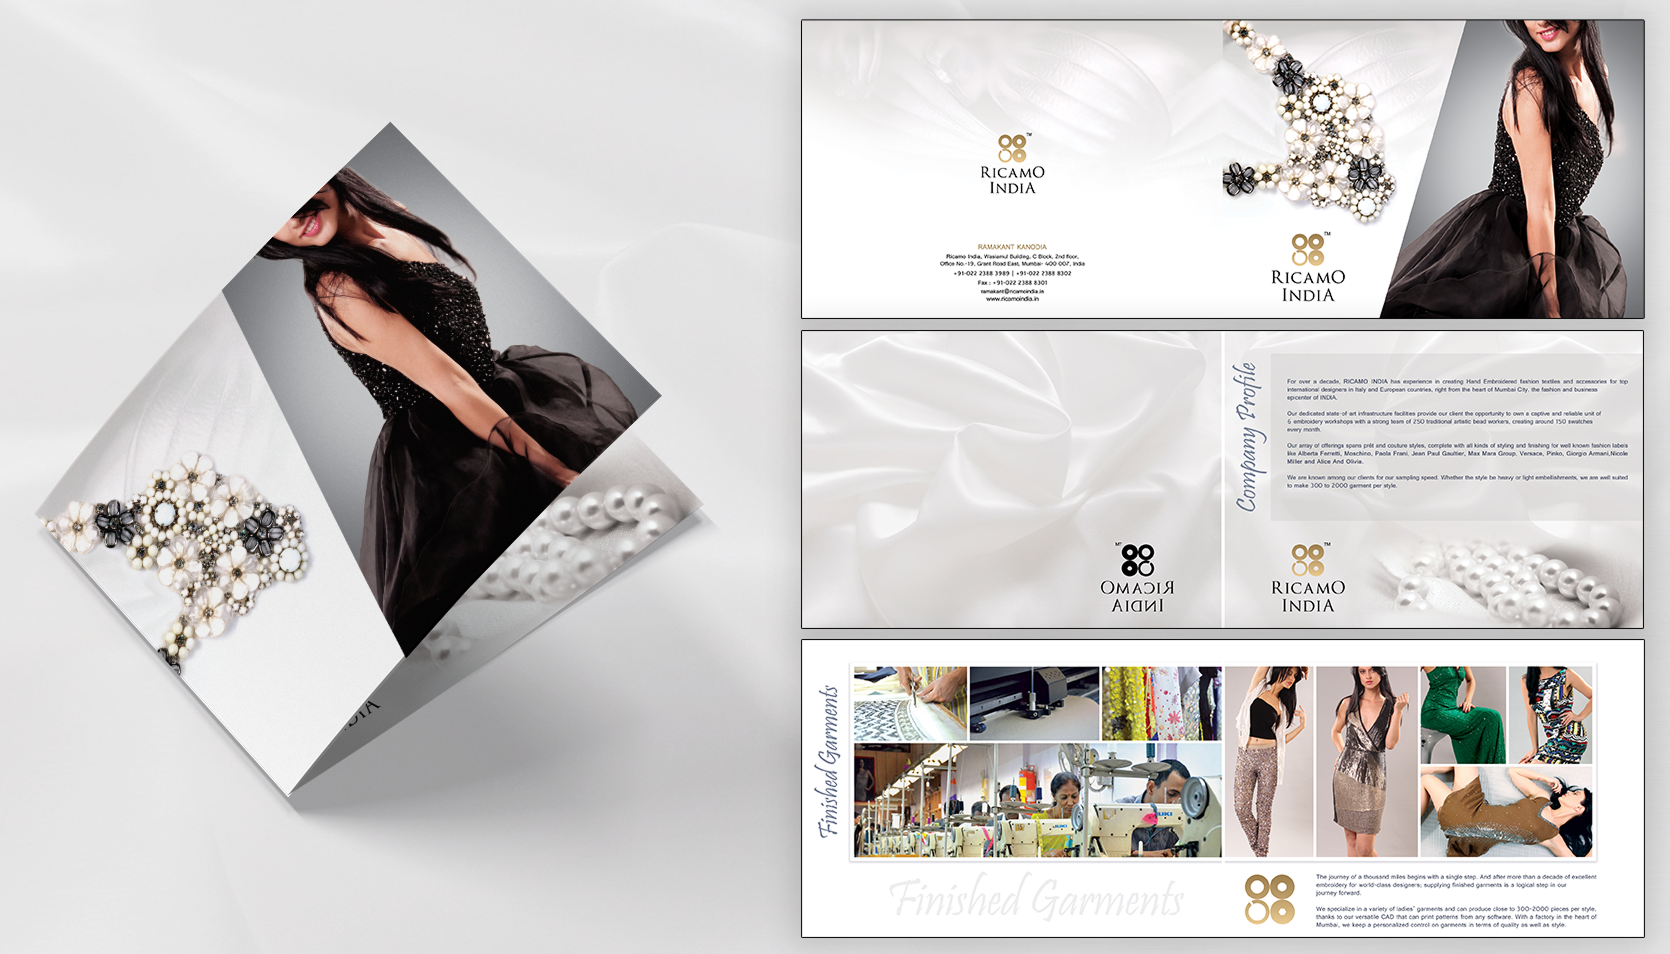 DIA
TM
RICAMO
INDIA
RAMAKANT KANODIA
Ricamo India, Wasiamul Building, C Block, 2nd floor,
Office No.-19, Grant Road East, Mumbai- 400 007, India
+91-022 2388 3989 | +91-022 2388 8302
Fax : +91-022 2388 8301
ramakant@ricamoindia.in
www.ricamoindia.in
TM
RICAMO
INDIA
TM
RICAMO
INDIA
Company Profile
For over a decade, RICAMO INDIA has experience in creating Hand Embroidered fashion textiles and accessories for top
international designers in Italy and European countries, right from the heart of Mumbai City, the fashion and business
epicenter of INDIA.
Our dedicated state-of art infrastructure facilities provide our client the opportunity to own a captive and reliable unit of
6 embroidery workshops with a strong team of 250 traditional artistic bead workers, creating around 150 swatches
every month.
Our array of offerings spans prêt and couture styles, complete with all kinds of styling and finishing for well known fashion labels
like Alberta Ferretti, Moschino, Paola Frani, Jean Paul Gaultier, Max Mara Group, Versace, Pinko, Giorgio Armani,Nicole
Miller and Alice And Olivia.
We are known among our clients for our sampling speed. Whether the style be heavy or light embellishments, we are well suited
to make 300 to 2000 garment per style.
TM
RICAMO
INDIA
Finished Garments
JUKI
Finished Garments
The journey of a thousand miles begins with a single step. And after more than a decade of excellent
embroidery for world-class designers; supplying finished garments is a logical step in our
journey forward.
We specialize in a variety of ladies' garments and can produce close to 300-2000 pieces per style,
thanks to our versatile CAD that can print patterns from any software. With a factory in the heart of
Mumbai, we keep a personalized control on garments in terms of quality as well as style.